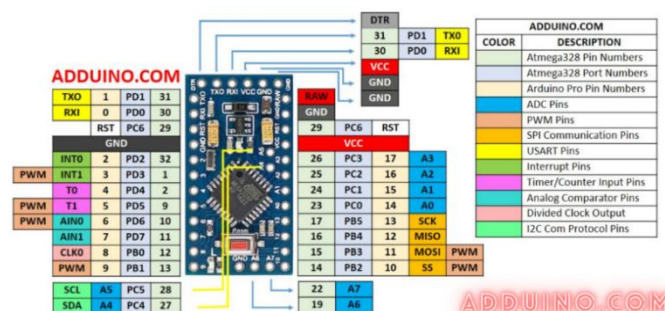 DTR
31 PD1 TX0
30 PD0 RXI
VCC
GND
GND
ADDUINO.COM
TXO 1 PD1 31
RXI 0 PD0 30
RST PC6 29
GND
INT0 2 PD2 32
PWM INT1 3 PD3 1
T0 4 PD4 2
PWM T1 5 PD5 9
PWM AIN0 6 PD6 10
AIN1 7 PD7 11
CLK0 8 PB0 12
PWM 9 PB1 13
SCL A5 PC5 28
SDA A4 PC4 27
DTR TXO RXI VCC GND GND
RAW
GND
29 PC6 RST
VCC
26 PC3 17 A3
25 PC2 16 A2
24 PC1 15 A1
23 PC0 14 A0
17 PB5 13 SCK
16 PB4 12 MISO
15 PB3 11 MOSI PWM
14 PB2 10 SS PWM
22 A7
19 A6
ADDUINO.COM
COLOR DESCRIPTION
Atmega328 Pin Numbers
Atmega328 Port Numbers
Arduino Pro Pin Numbers
ADC Pins
PWM Pins
SPI Communication Pins
USART Pins
Interrupt Pins
Timer/Counter Input Pins
Analog Comparator Pins
Divided Clock Output
I2C Com Protocol Pins
ADDUINO.COM